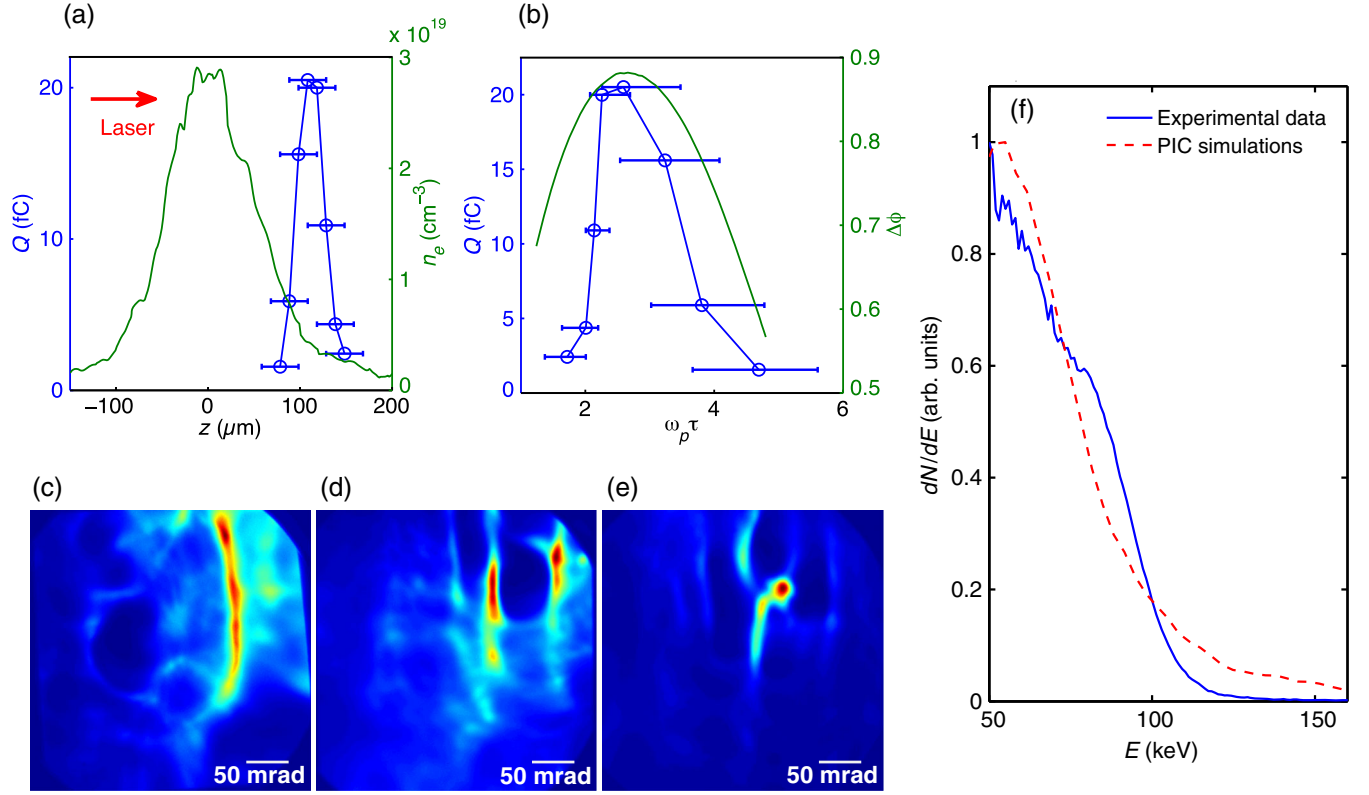 (a)
x 10^19
Laser
Q (fC)
20
10
0
−100
0
100
200
z (μm)
3
2
1
0
n_e (cm^−3)
(b)
Q (fC)
20
15
10
5
0
2
4
6
ω_p τ
0.9
0.8
0.7
0.6
0.5
Δϕ
(c)
50 mrad
(d)
50 mrad
(e)
50 mrad
(f)
Experimental data
PIC simulations
dN/dE (arb. units)
1
0.8
0.6
0.4
0.2
0
50
100
150
E (keV)